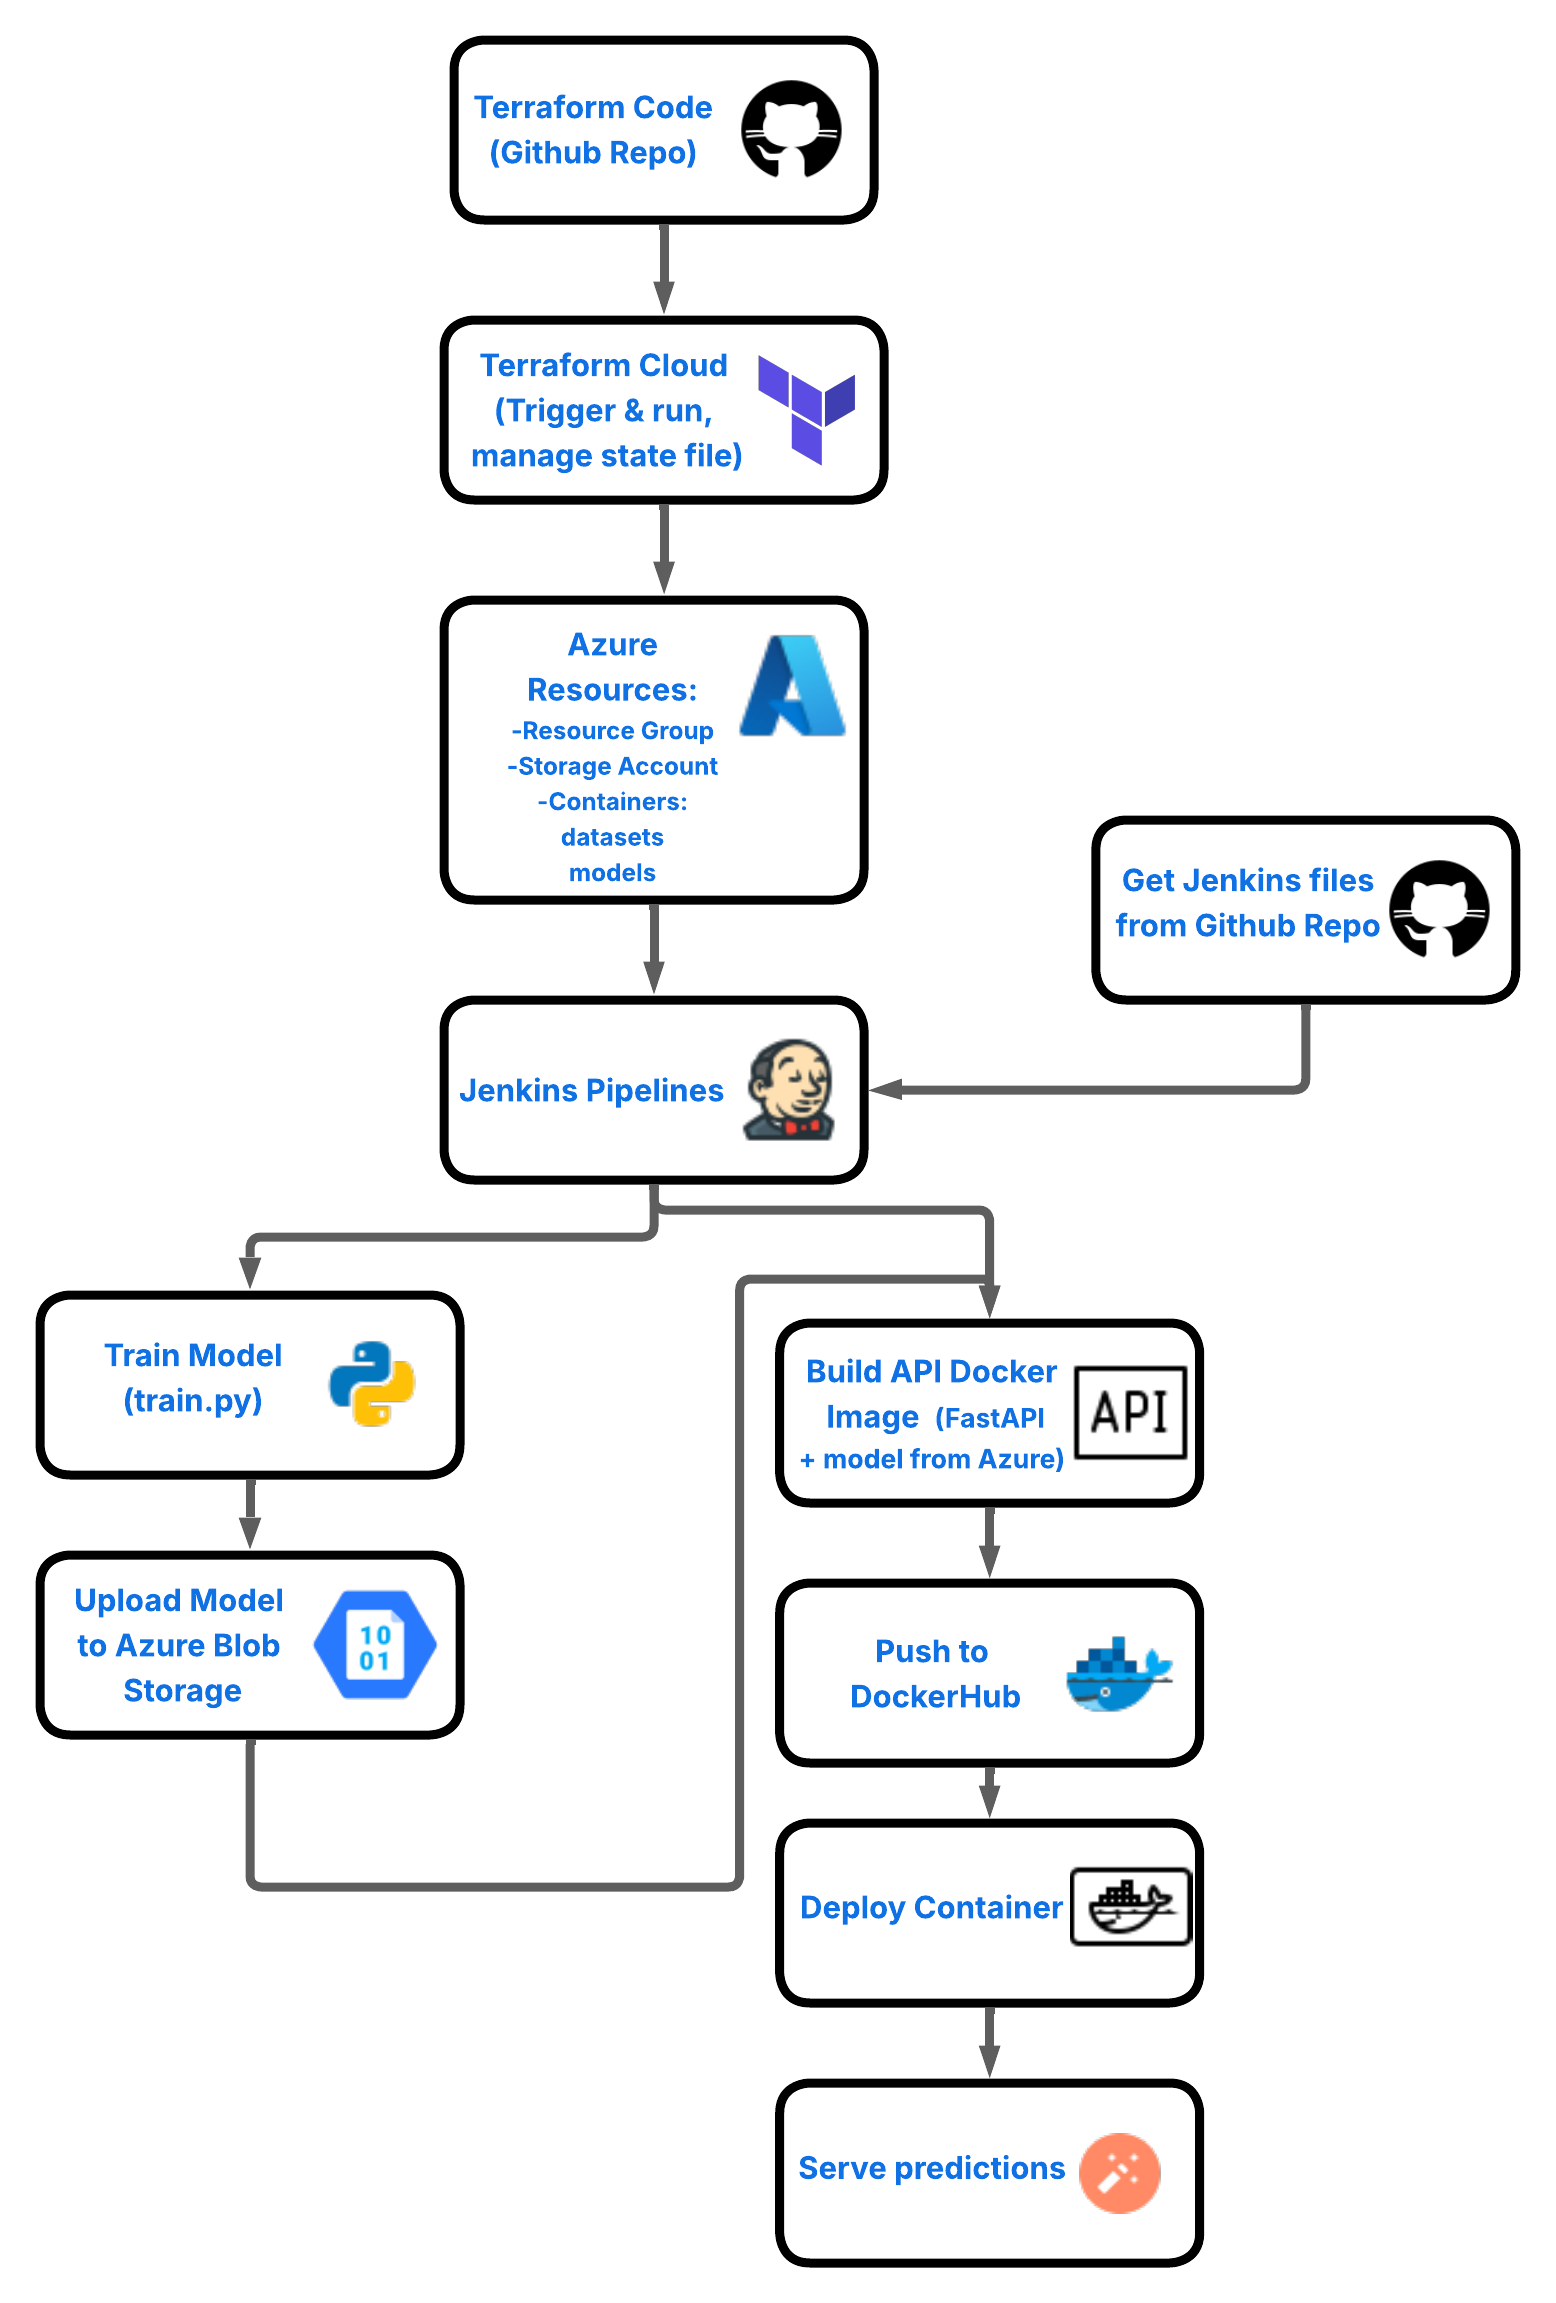 Terraform Code
(Github Repo)
Terraform Cloud
(Trigger & run,
manage state file)
Azure
Resources:
-Resource Group
-Storage Account
-Containers:
datasets
models
Get Jenkins files
from Github Repo
Jenkins Pipelines
Train Model
(train.py)
Build API Docker
Image (FastAPI
+ model from Azure)
API
Upload Model
to Azure Blob
Storage
10
01
Push to
DockerHub
Deploy Container
Serve predictions